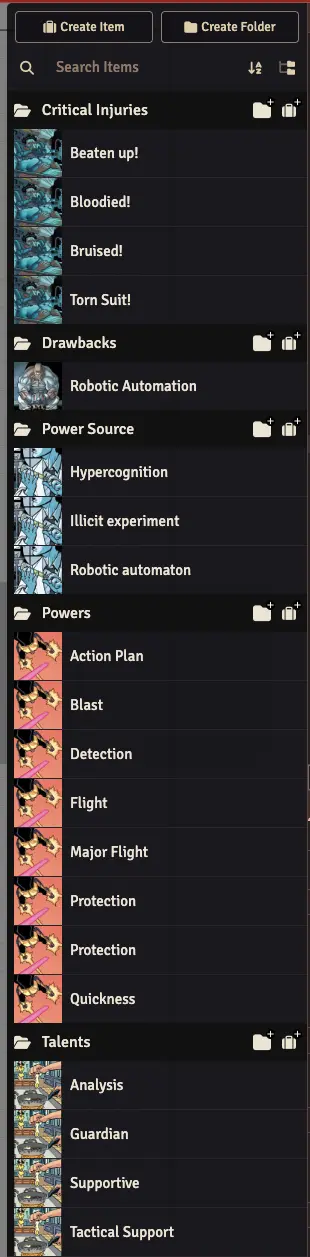 Create Item
Create Folder
Search Items
Critical Injuries
Beaten up!
Bloodied!
Bruised!
Torn Suit!
Drawbacks
Robotic Automation
Power Source
Hypercognition
Illicit experiment
Robotic automaton
Powers
Action Plan
Blast
Detection
Flight
Major Flight
Protection
Protection
Quickness
Talents
Analysis
Guardian
Supportive
Tactical Support